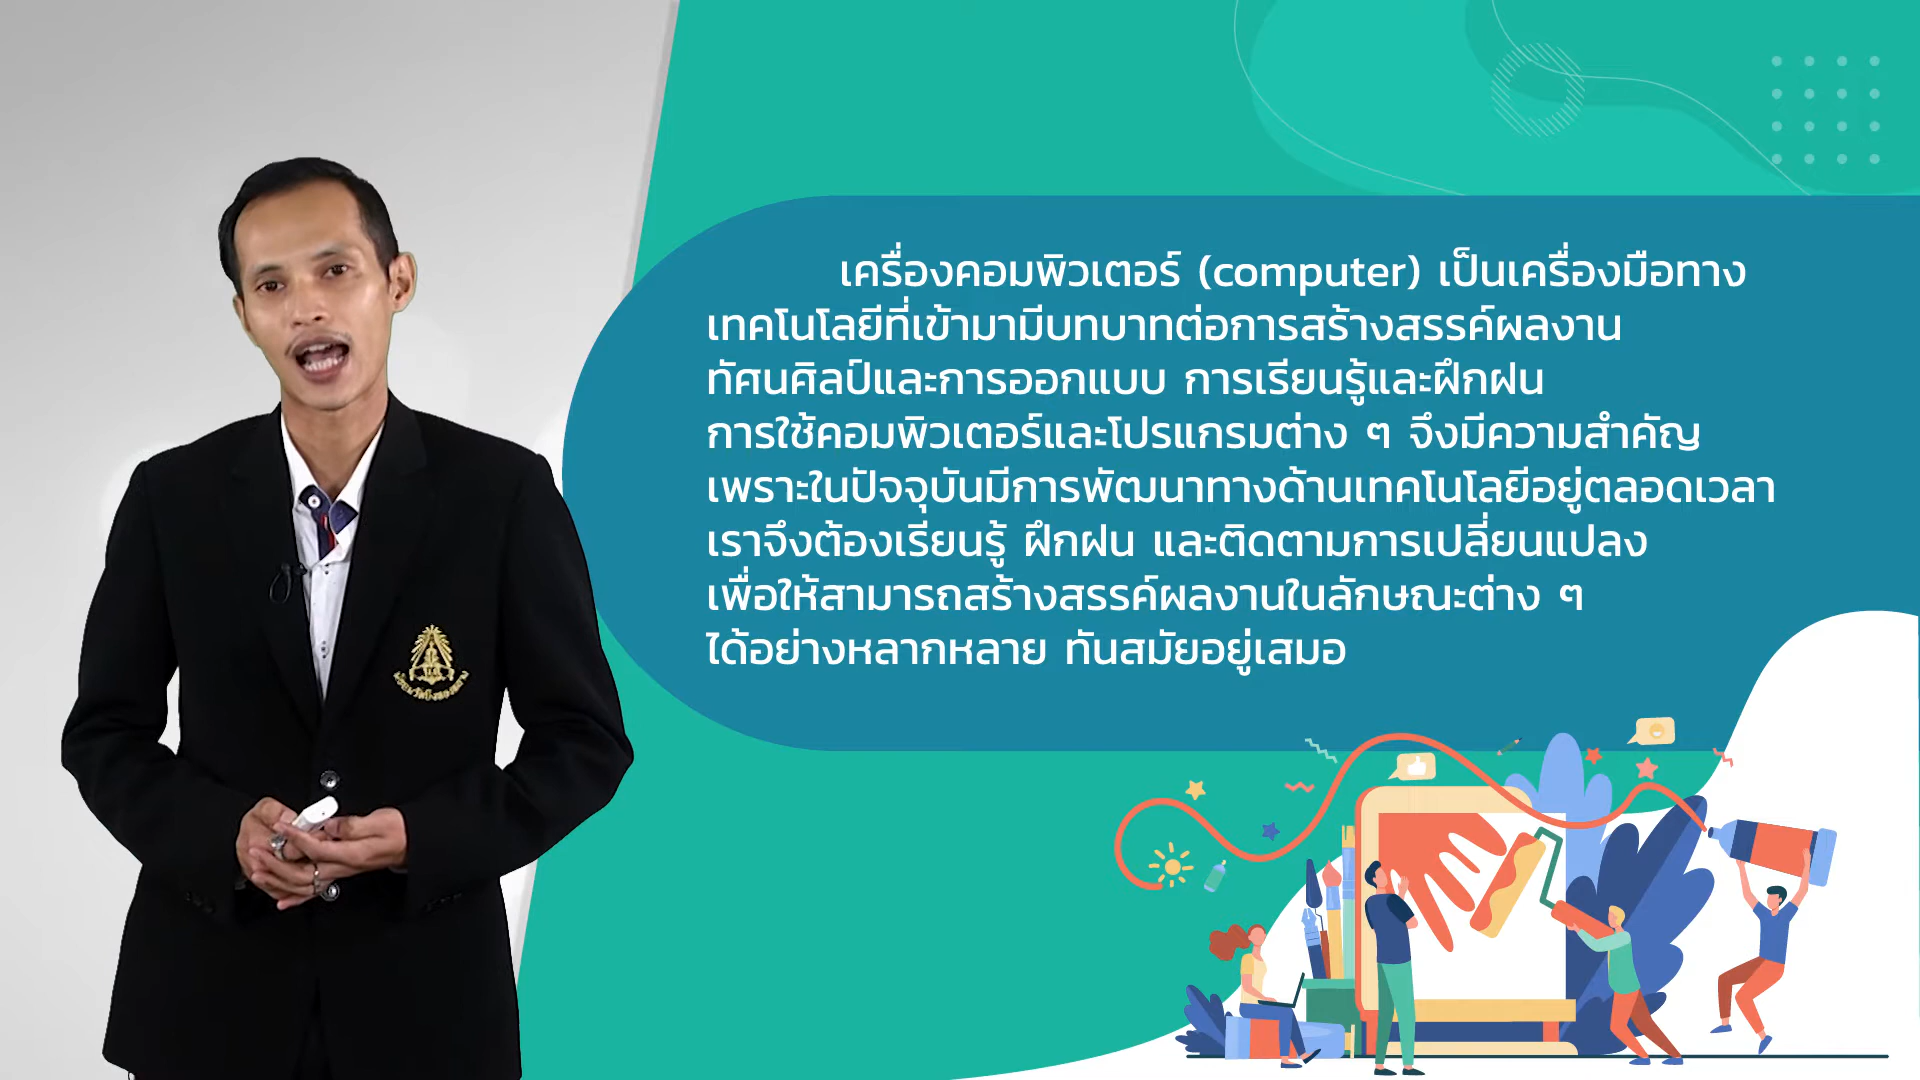 เครื่องคอมพิวเตอร์ (computer) เป็นเครื่องมือทาง
เทคโนโลยีที่เข้ามามีบทบาทต่อการสร้างสรรค์ผลงาน
ทัศนศิลป์และการออกแบบ การเรียนรู้และฝึกฝน
การใช้คอมพิวเตอร์และโปรแกรมต่าง ๆ จึงมีความสำคัญ
เพราะในปัจจุบันมีการพัฒนาทางด้านเทคโนโลยีอยู่ตลอดเวลา
เราจึงต้องเรียนรู้ ฝึกฝน และติดตามการเปลี่ยนแปลง
เพื่อให้สามารถสร้างสรรค์ผลงานในลักษณะต่าง ๆ
ได้อย่างหลากหลาย ทันสมัยอยู่เสมอ